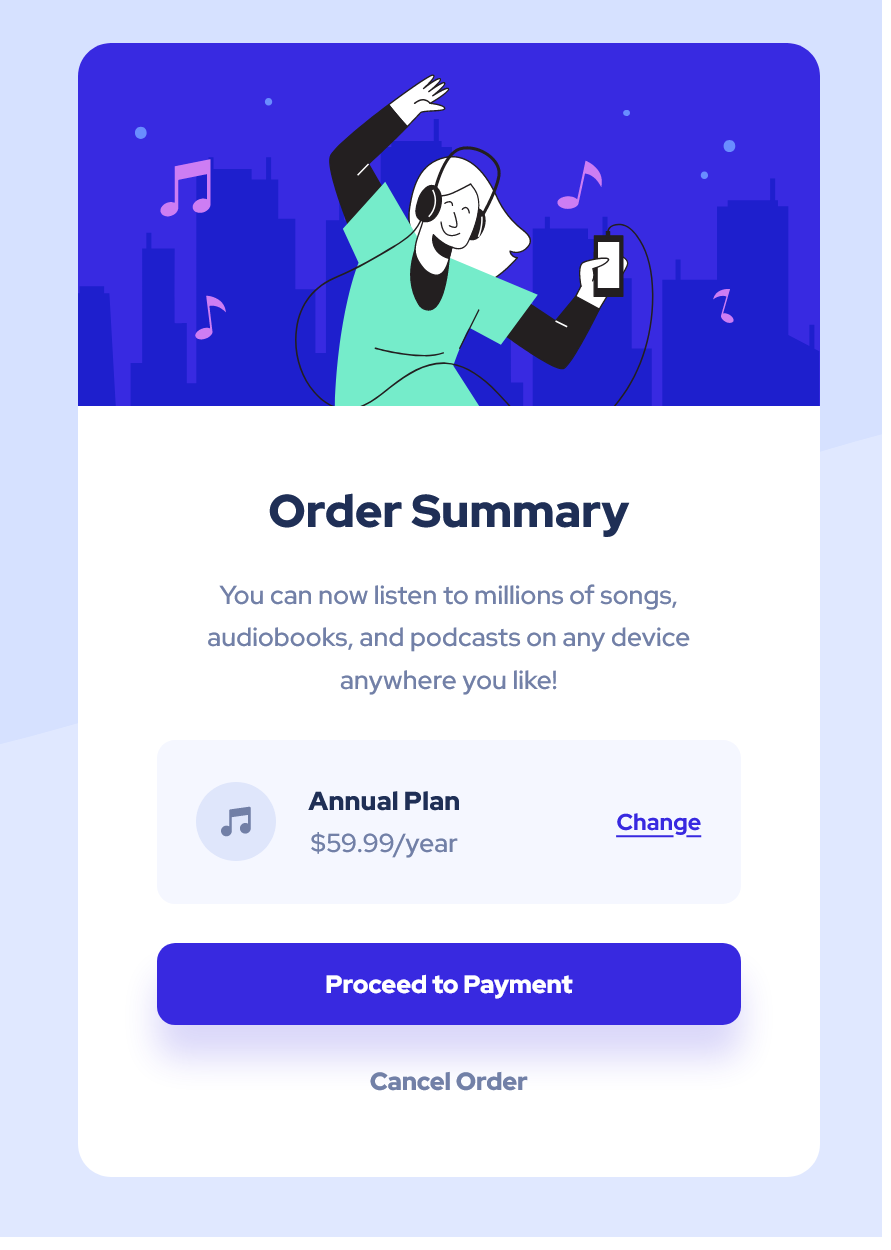 Order Summary
You can now listen to millions of songs,
audiobooks, and podcasts on any device
anywhere you like!
Annual Plan
$59.99/year
Change
Proceed to Payment
Cancel Order